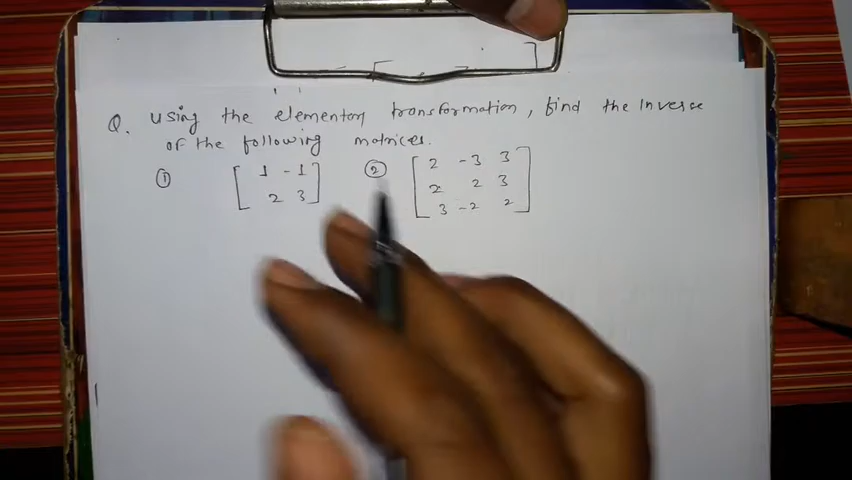 Q. Using the elementary transformation, find the Inverse
of the following matrices.
① [ 1 -1 ② [ 2 -3 3
2 3 ] 2 2 3
3 -2 2 ]